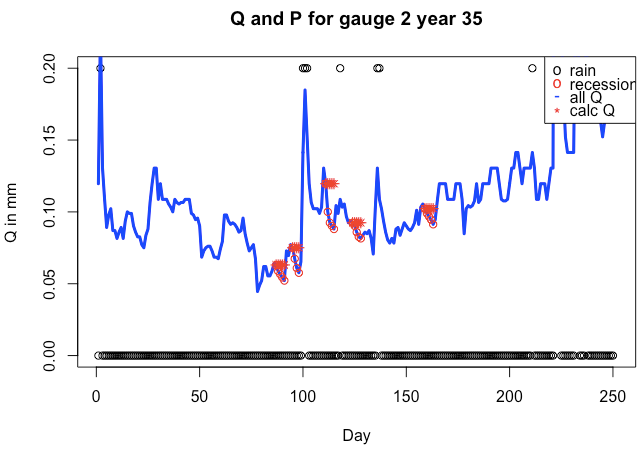 Q and P for gauge 2 year 35
0.20
0.15
0.10
0.05
0.00
Q in mm
o rain
o recession
- all Q
* calc Q
0 50 100 150 200 250
Day